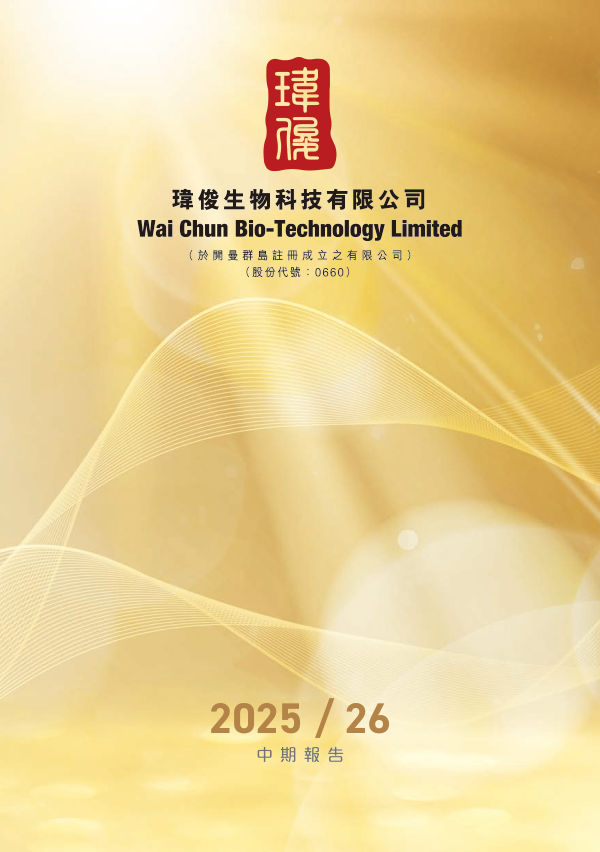 瑋俊
瑋俊生物科技有限公司
Wai Chun Bio-Technology Limited
（於開曼群島註冊成立之有限公司）
（股份代號：0660）
2025 / 26
中期報告